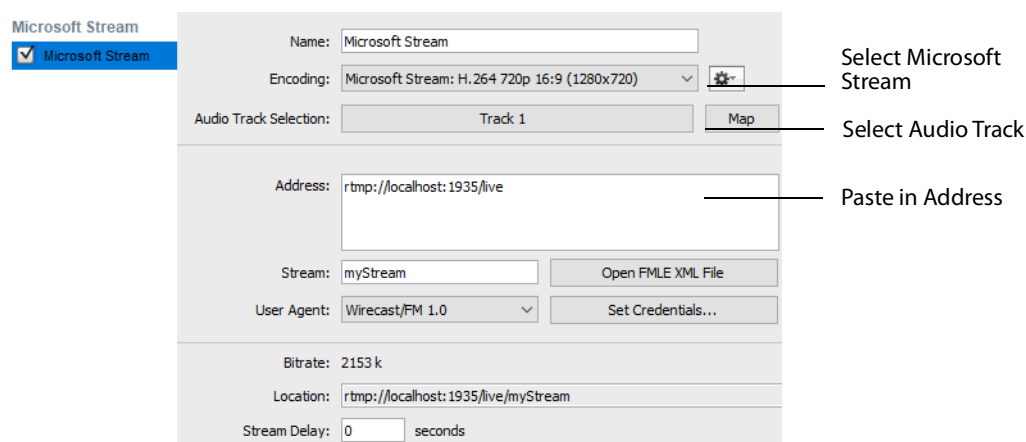 Microsoft Stream
Microsoft Stream
Name: Microsoft Stream
Encoding: Microsoft Stream: H.264 720p 16:9 (1280x720)
Select Microsoft
Stream
Audio Track Selection: Track 1 Map
Select Audio Track
Address: rtmp://localhost:1935/live
Paste in Address
Stream: myStream Open FMLE XML File
User Agent: Wirecast/FM 1.0 Set Credentials...
Bitrate: 2153 k
Location: rtmp://localhost:1935/live/myStream
Stream Delay: 0 seconds